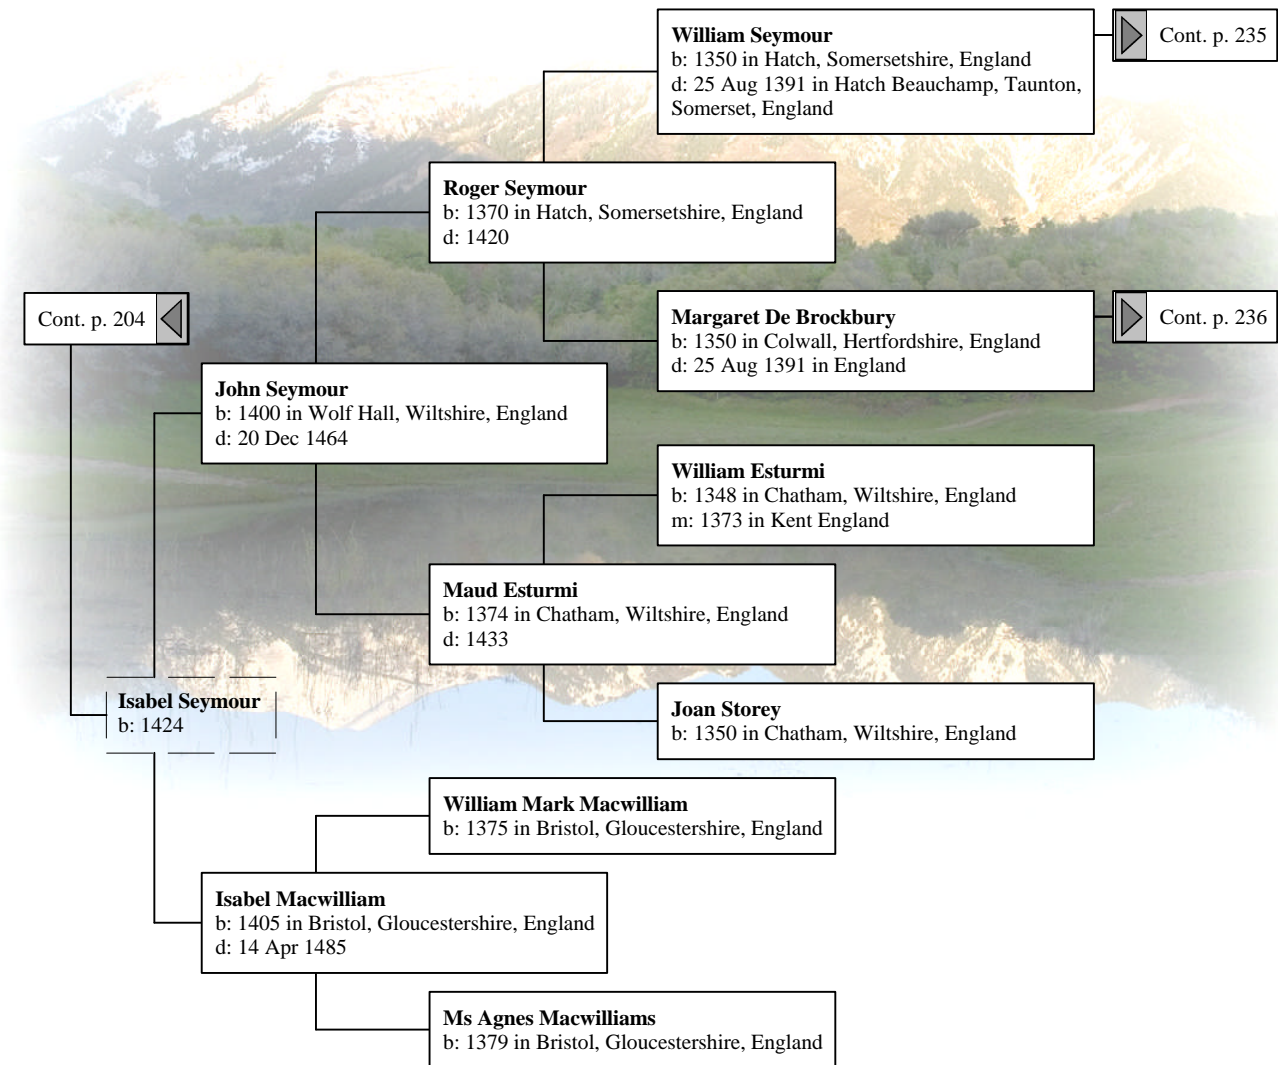 William Seymour
b: 1350 in Hatch, Somersetshire, England
d: 25 Aug 1391 in Hatch Beauchamp, Taunton,
Somerset, England
Cont. p. 235
Roger Seymour
b: 1370 in Hatch, Somersetshire, England
d: 1420
Margaret De Brockbury
b: 1350 in Colwall, Hertfordshire, England
d: 25 Aug 1391 in England
Cont. p. 236
Cont. p. 204
John Seymour
b: 1400 in Wolf Hall, Wiltshire, England
d: 20 Dec 1464
William Esturmi
b: 1348 in Chatham, Wiltshire, England
m: 1373 in Kent England
Maud Esturmi
b: 1374 in Chatham, Wiltshire, England
d: 1433
Joan Storey
b: 1350 in Chatham, Wiltshire, England
Isabel Seymour
b: 1424
William Mark Macwilliam
b: 1375 in Bristol, Gloucestershire, England
Isabel Macwilliam
b: 1405 in Bristol, Gloucestershire, England
d: 14 Apr 1485
Ms Agnes Macwilliams
b: 1379 in Bristol, Gloucestershire, England